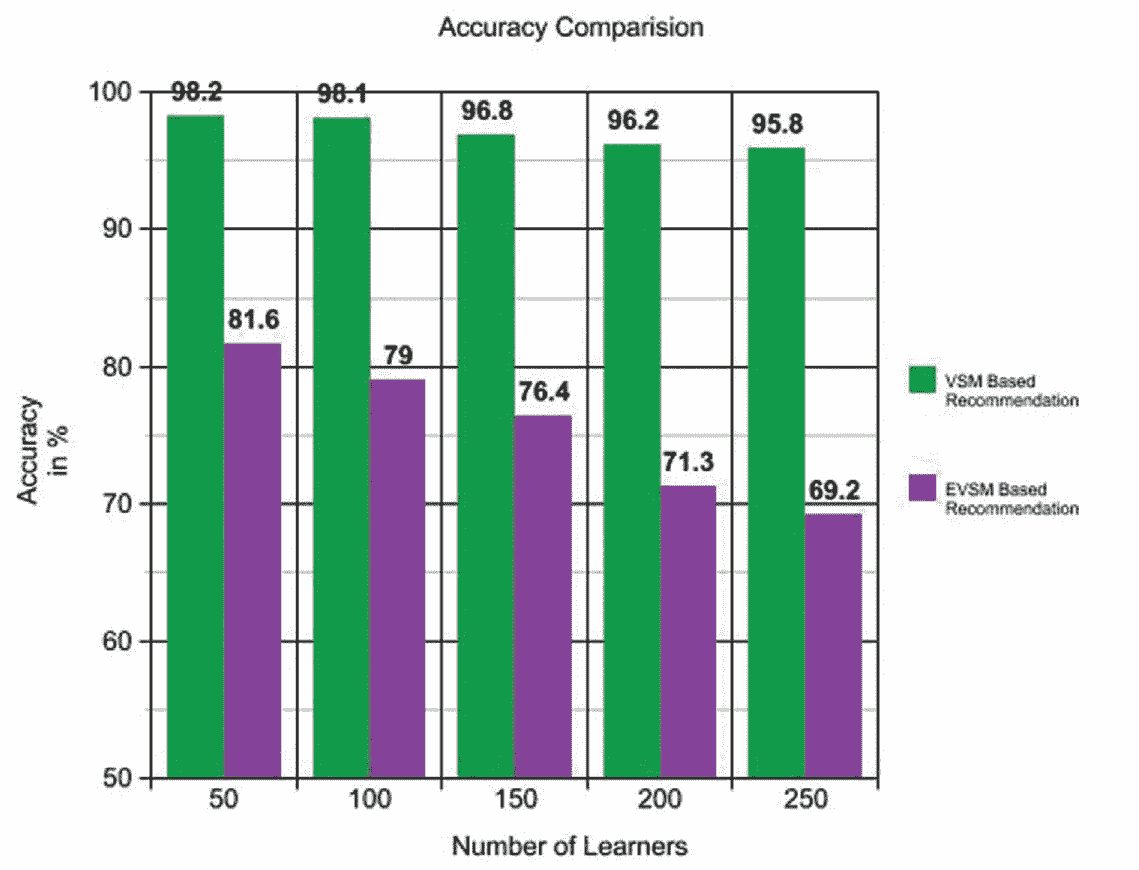 Accuracy Comparision
100
90
80
70
60
50
98.2
98.1
96.8
96.2
95.8
81.6
79
76.4
71.3
69.2
Accuracy
in %
50
100
150
200
250
Number of Learners
VSM Based
Recommendation
EVSM Based
Recommendation